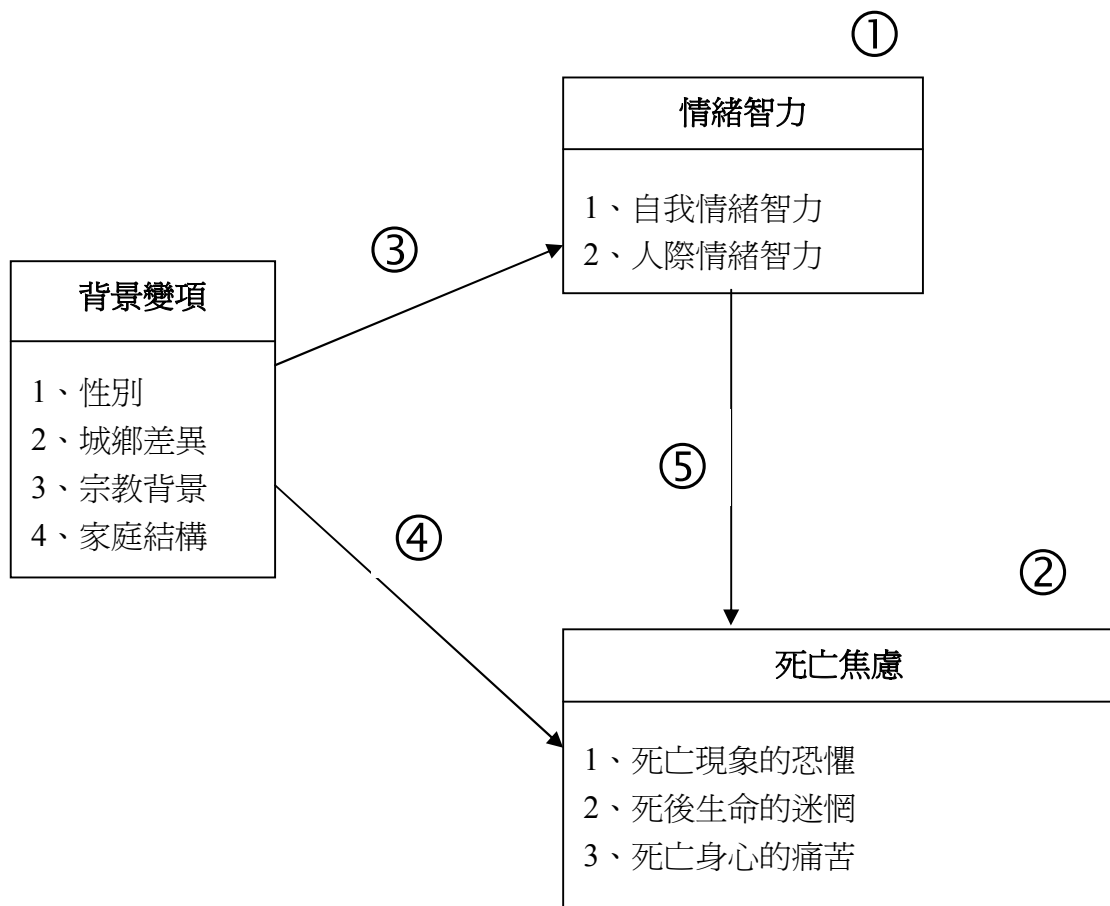 ①
情緒智力
1、自我情緒智力
2、人際情緒智力
③
背景變項
1、性別
2、城鄉差異
3、宗教背景
4、家庭結構
⑤
④
②
死亡焦慮
1、死亡現象的恐懼
2、死後生命的迷惘
3、死亡身心的痛苦